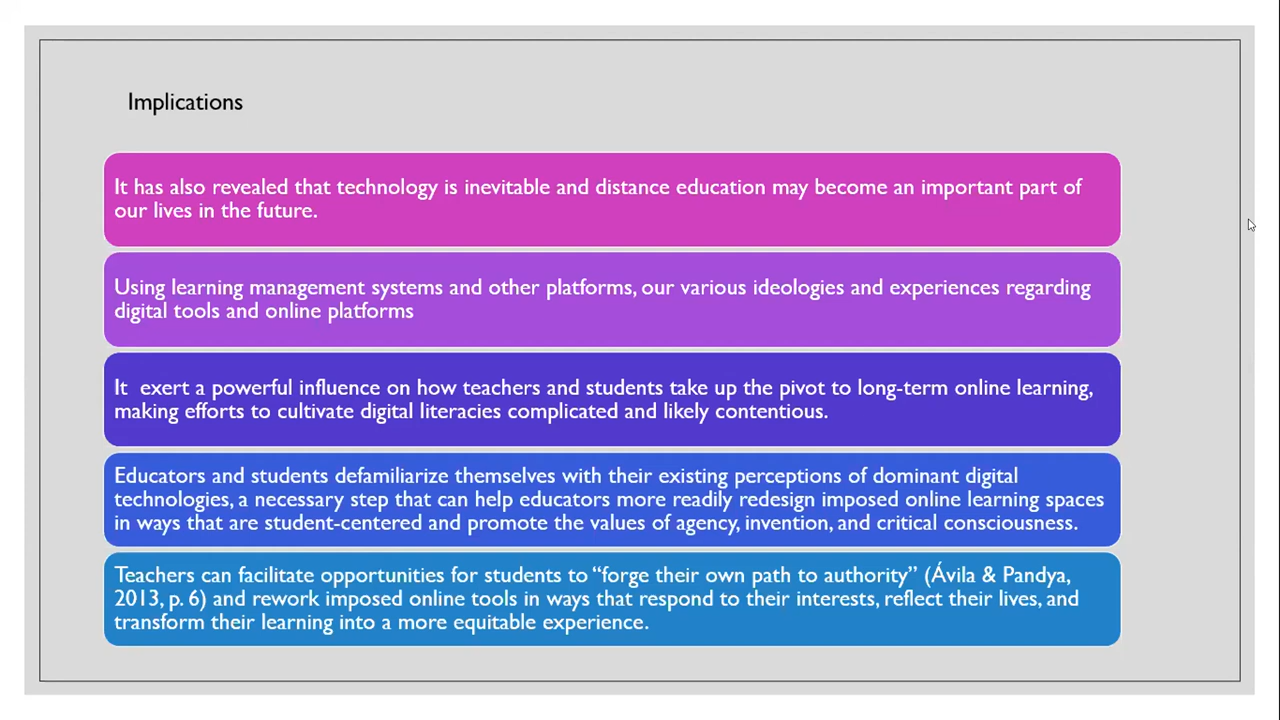 Implications
It has also revealed that technology is inevitable and distance education may become an important part of
our lives in the future.
Using learning management systems and other platforms, our various ideologies and experiences regarding
digital tools and online platforms
It  exert a powerful influence on how teachers and students take up the pivot to long-term online learning,
making efforts to cultivate digital literacies complicated and likely contentious.
Educators and students defamiliarize themselves with their existing perceptions of dominant digital
technologies, a necessary step that can help educators more readily redesign imposed online learning spaces
in ways that are student-centered and promote the values of agency, invention, and critical consciousness.
Teachers can facilitate opportunities for students to “forge their own path to authority” (Ávila & Pandya,
2013, p. 6) and rework imposed online tools in ways that respond to their interests, reflect their lives, and
transform their learning into a more equitable experience.